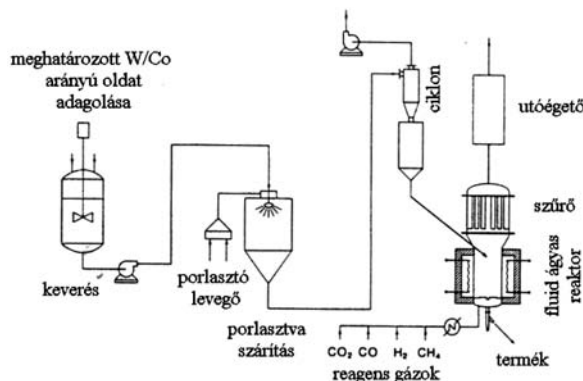 meghatározott W/Co
arányú oldat
adagolása
keverés
porlasztó
levegő
porlasztva
szárítás
ciklon
utóégető
szűrő
fluid ágyas
reaktor
CO₂ CO H₂ CH₄
reagens gázok
termék